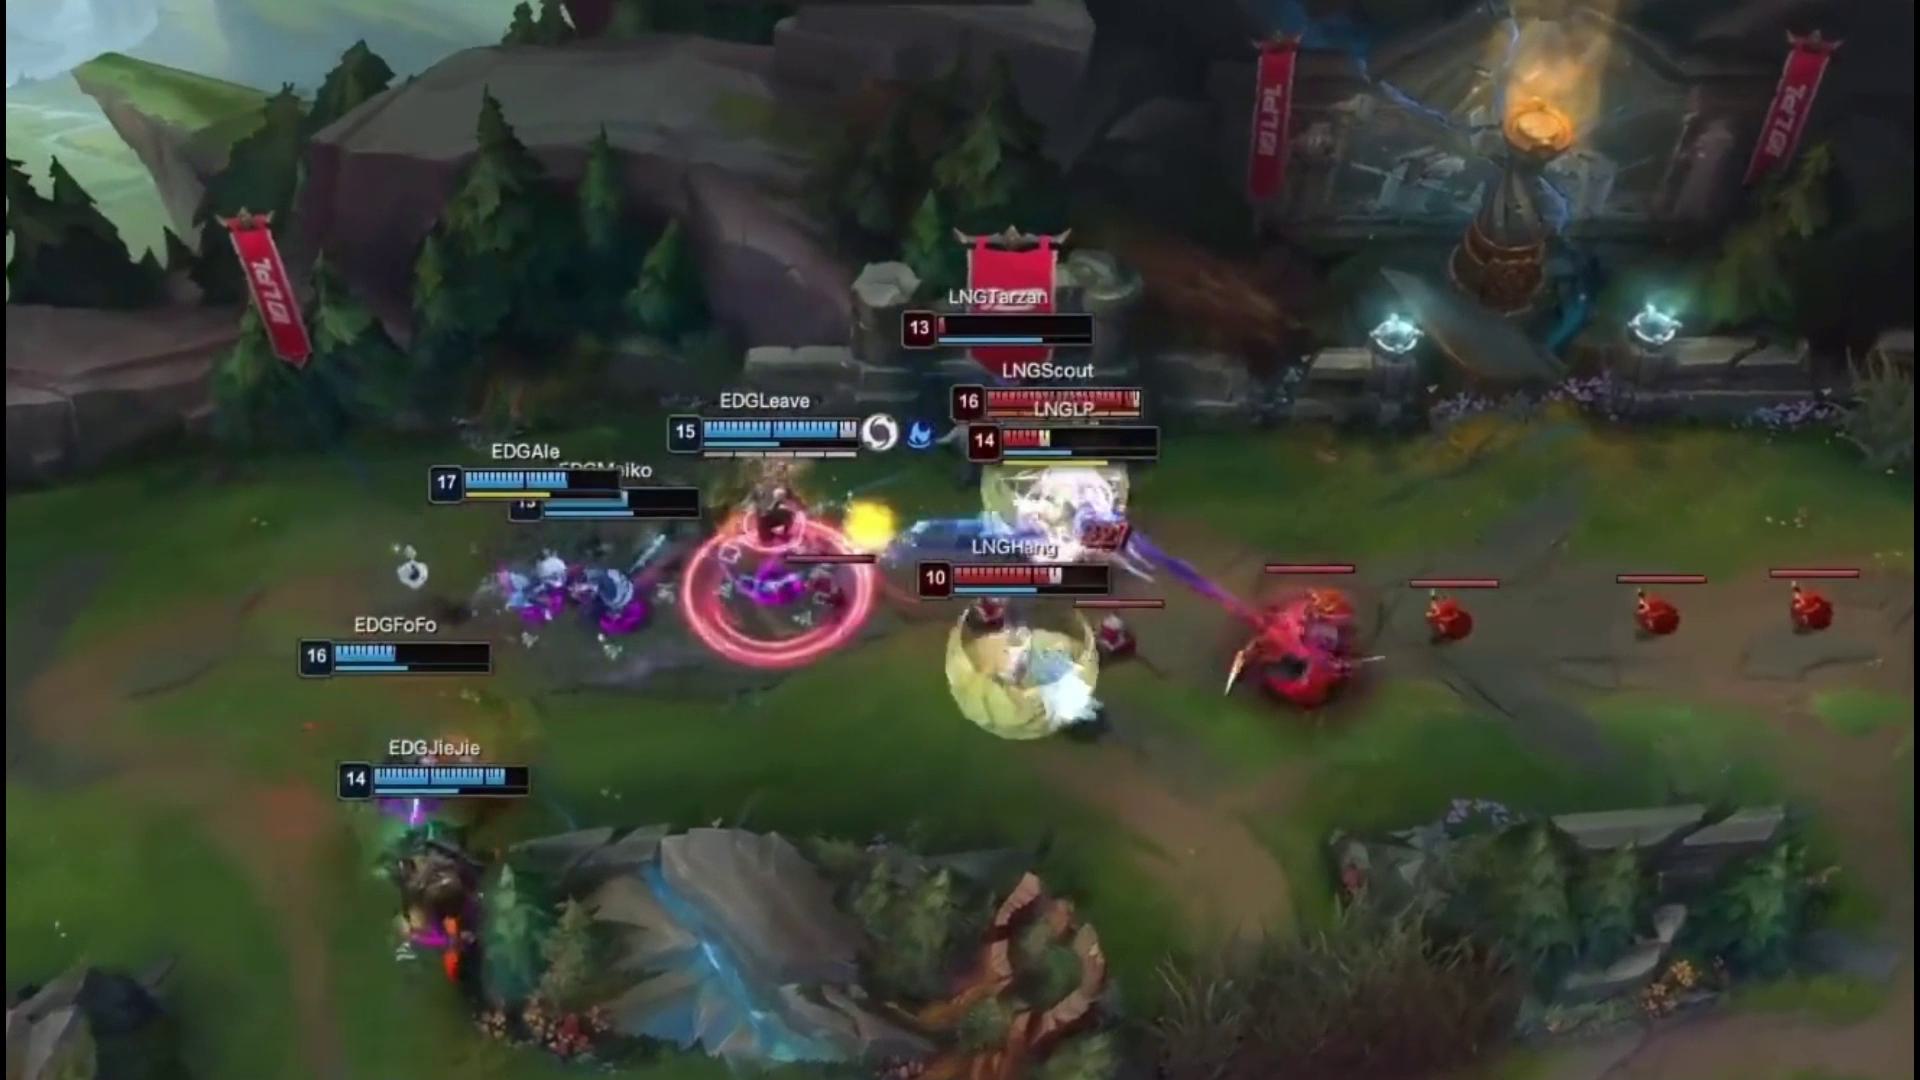 LPL
LPL
LPL
LNGTarzan
13
LNGScout
16
LNGLP
14
EDGLeave
15
EDGAle
17
LNGHang
10
EDGFoFo
16
EDGJieJie
14